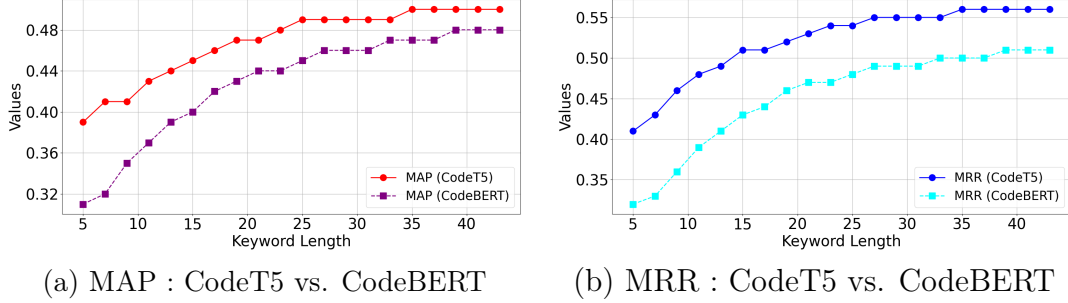 0.48
0.44
0.40
0.36
0.32
Values
5 10 15 20 25 30 35 40
Keyword Length
MAP (CodeT5)
MAP (CodeBERT)
(a) MAP : CodeT5 vs. CodeBERT
0.55
0.50
0.45
0.40
0.35
Values
5 10 15 20 25 30 35 40
Keyword Length
MRR (CodeT5)
MRR (CodeBERT)
(b) MRR : CodeT5 vs. CodeBERT